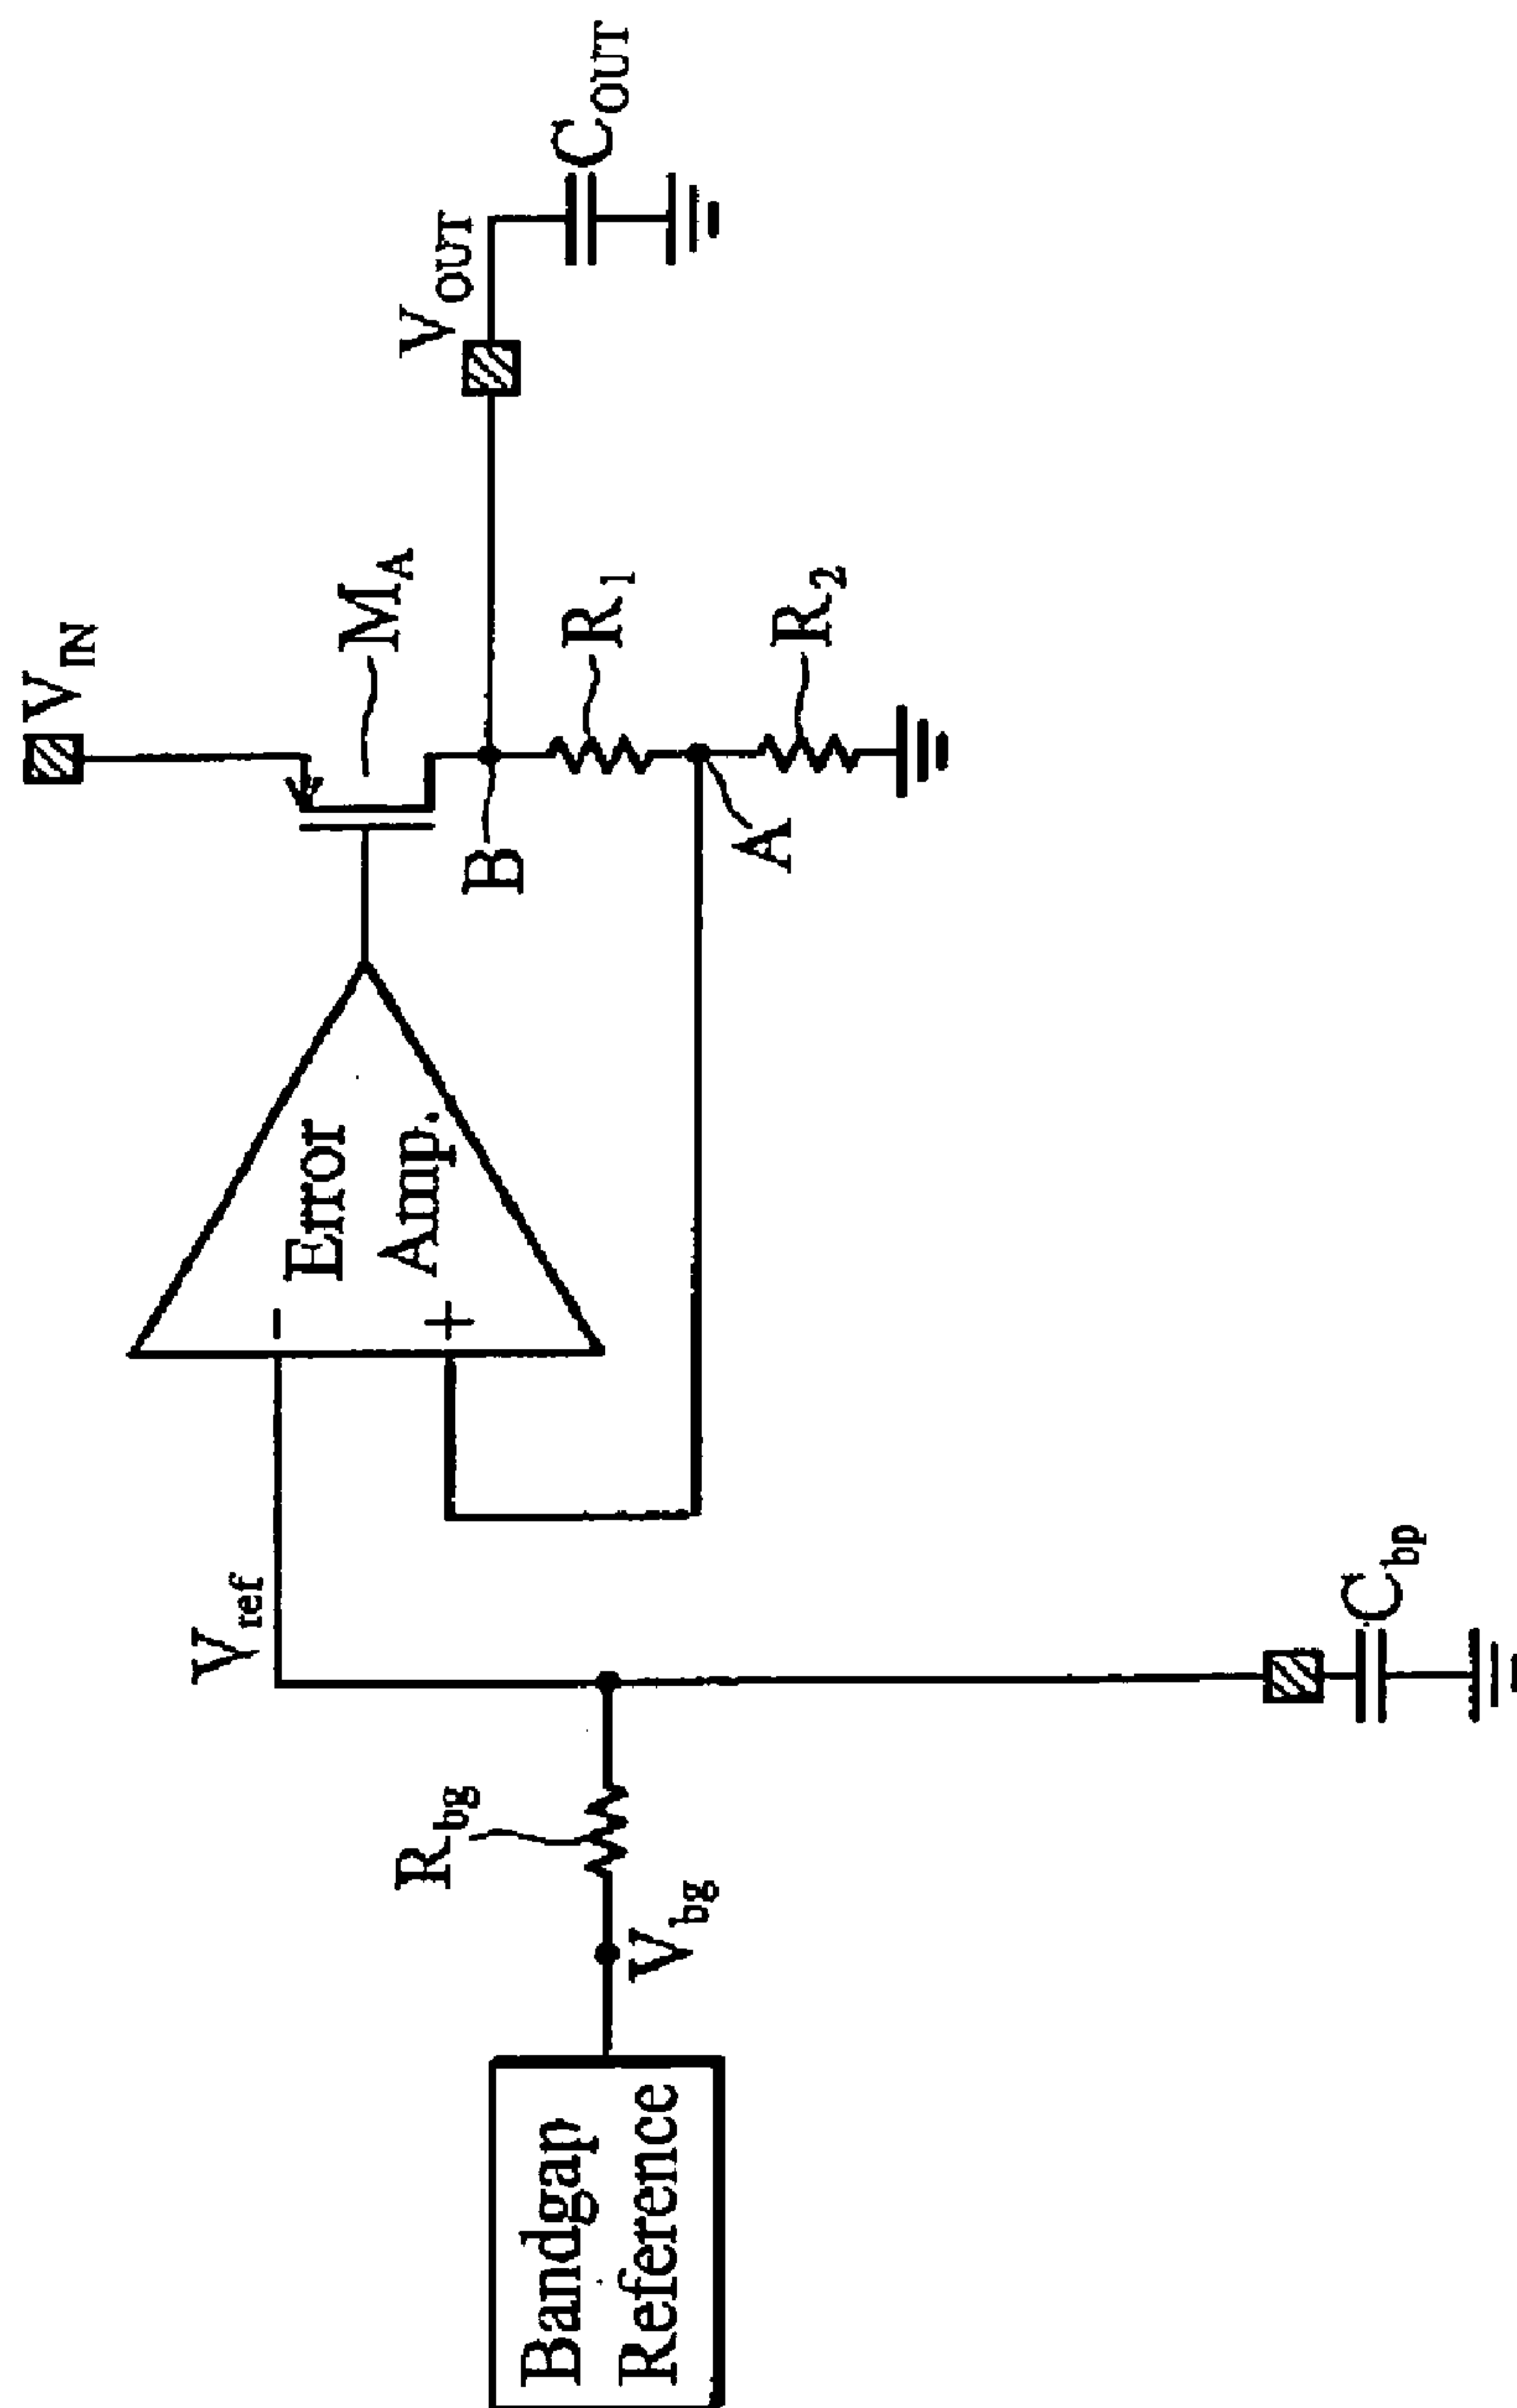 Bandgap
Reference
V_bg
R_bg
V_ref
C_bp
-
+
Error
Amp.
V_IN
M_A
B
A
R_1
R_2
V_OUT
C_OUT